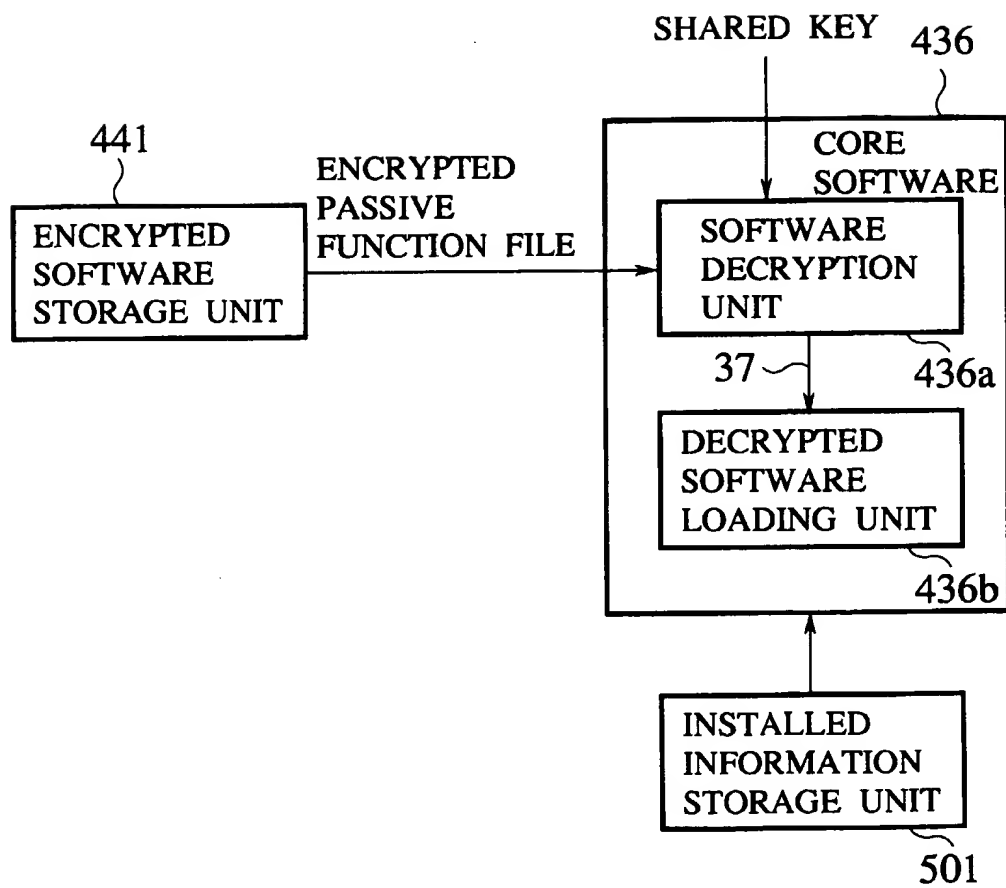 SHARED KEY
436
441
ENCRYPTED
PASSIVE
FUNCTION FILE
CORE
SOFTWARE
ENCRYPTED
SOFTWARE
STORAGE UNIT
SOFTWARE
DECRYPTION
UNIT
37
436a
DECRYPTED
SOFTWARE
LOADING UNIT
436b
INSTALLED
INFORMATION
STORAGE UNIT
501